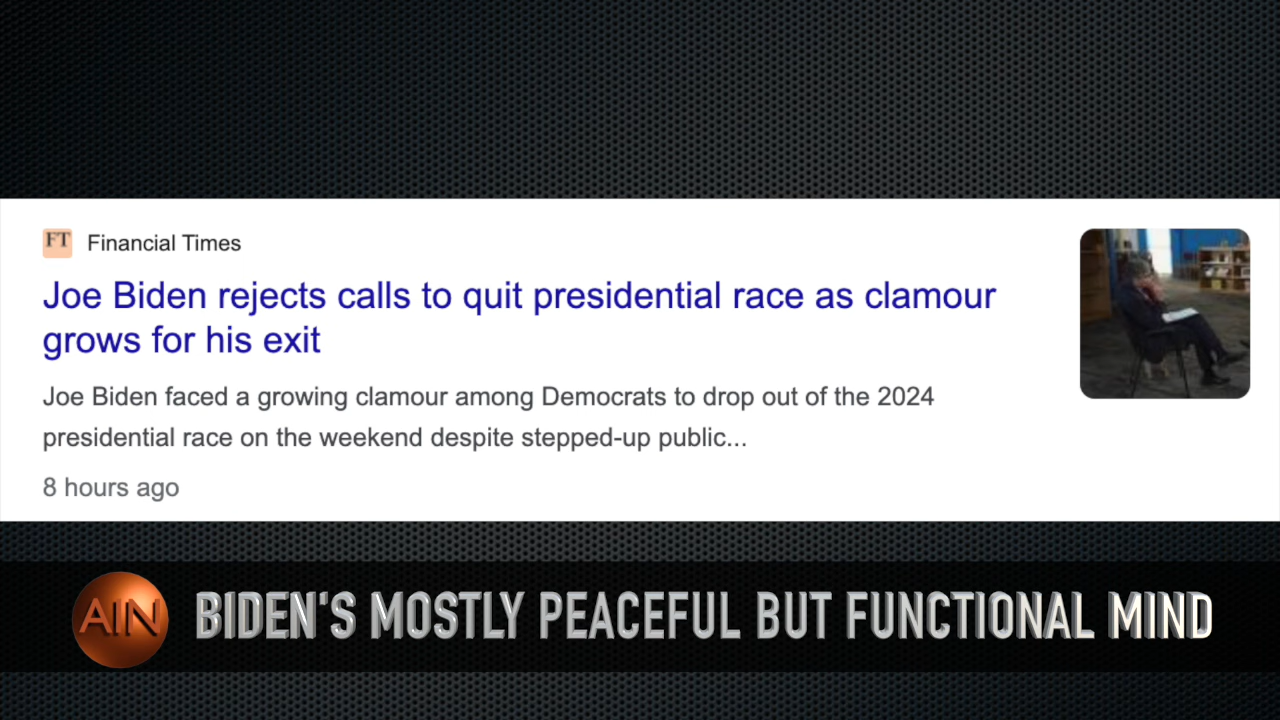 FT
Financial Times
Joe Biden rejects calls to quit presidential race as clamour
grows for his exit
Joe Biden faced a growing clamour among Democrats to drop out of the 2024
presidential race on the weekend despite stepped-up public...
8 hours ago
AIN
BIDEN'S MOSTLY PEACEFUL BUT FUNCTIONAL MIND